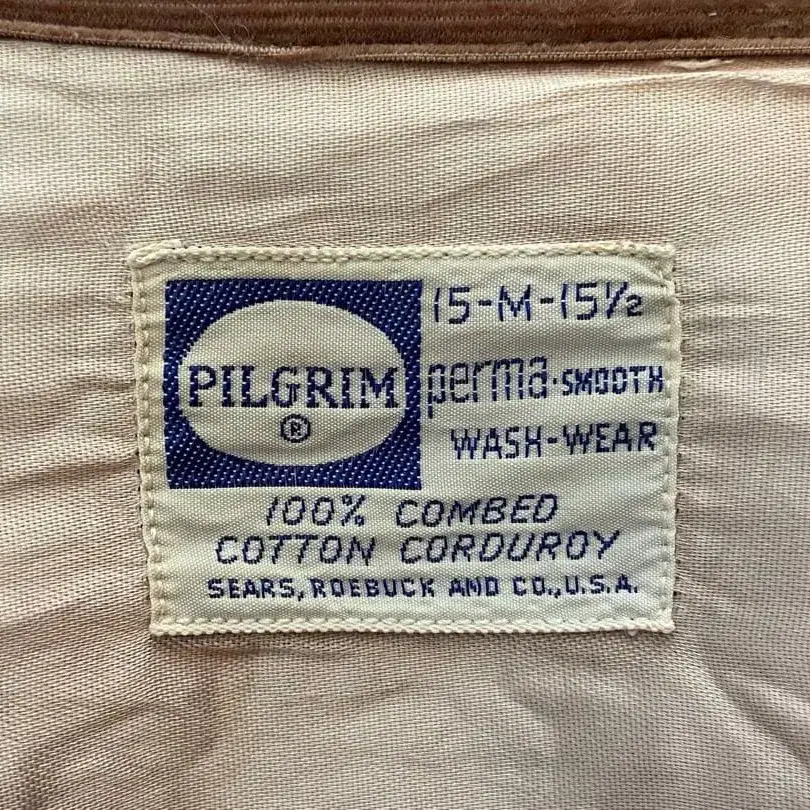 15-M-15½
PILGRIM
®
perma·SMOOTH
WASH-WEAR
100% COMBED
COTTON CORDUROY
SEARS, ROEBUCK AND CO., U.S.A.